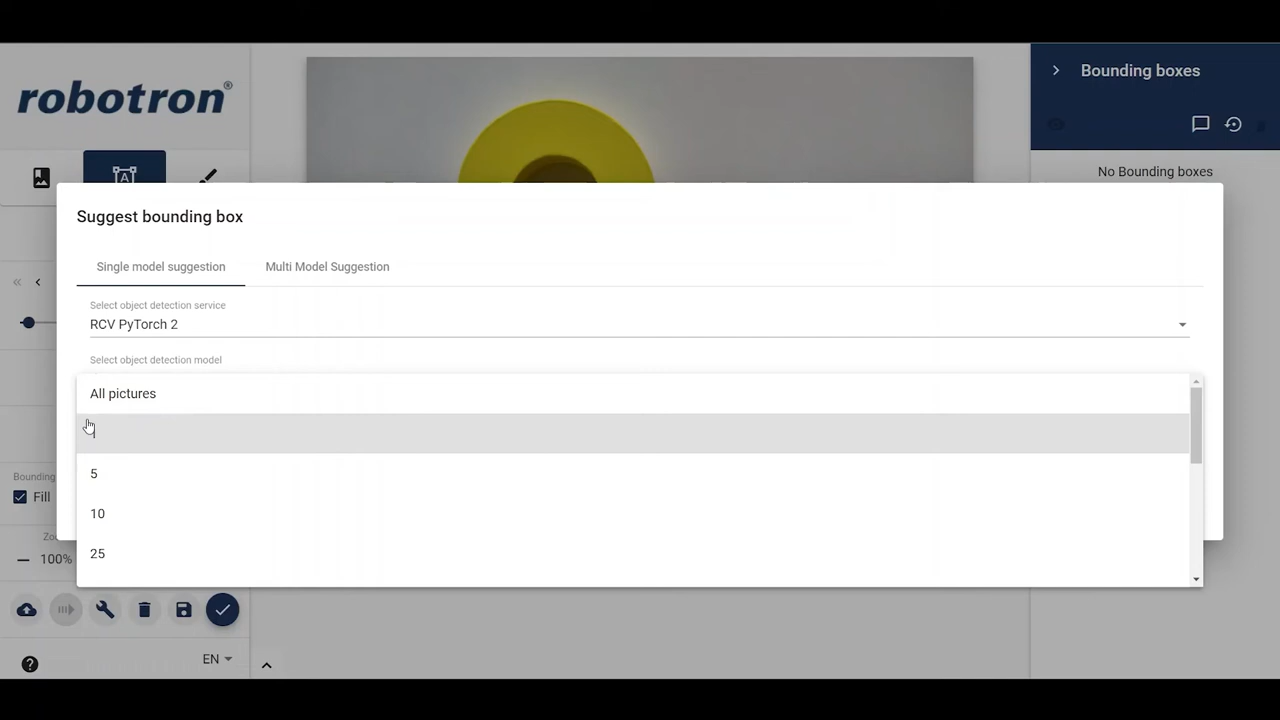 robotron®
Bounding boxes
No Bounding boxes
Suggest bounding box
Single model suggestion
Multi Model Suggestion
Select object detection service
RCV PyTorch 2
Select object detection model
All pictures
5
10
25
Bounding
Fill
100%
EN